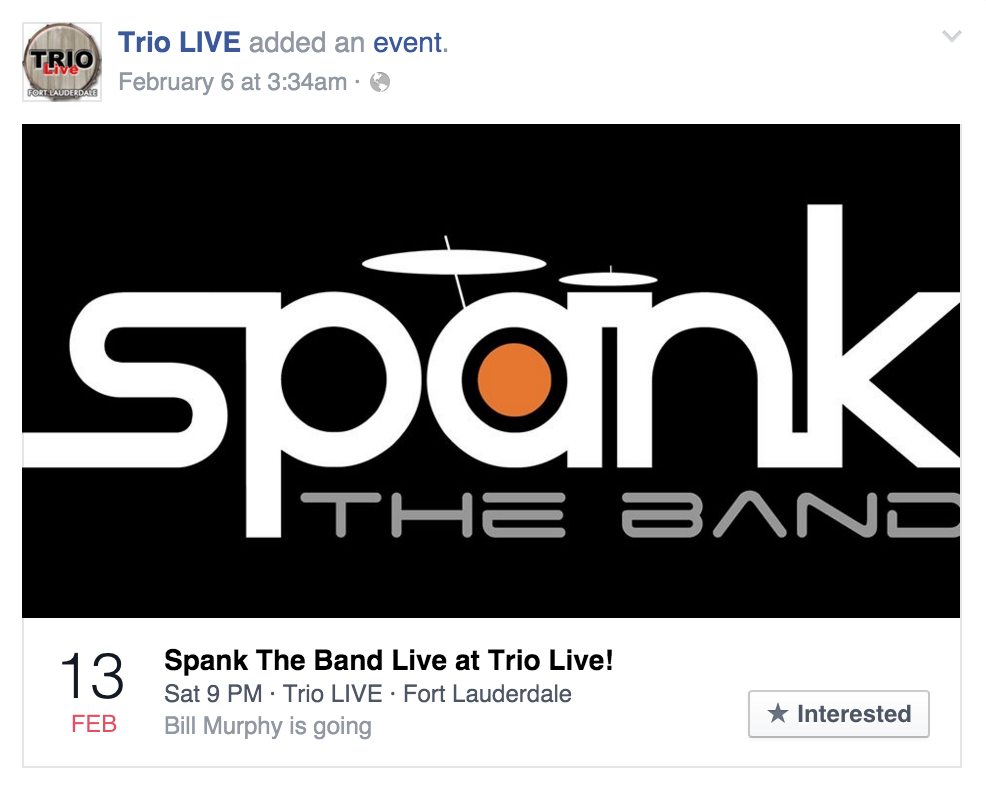 TRIO
Live
FORT LAUDERDALE
Trio LIVE added an event.
February 6 at 3:34am ·
spank
THE BAND
13
FEB
Spank The Band Live at Trio Live!
Sat 9 PM · Trio LIVE · Fort Lauderdale
Bill Murphy is going
★ Interested